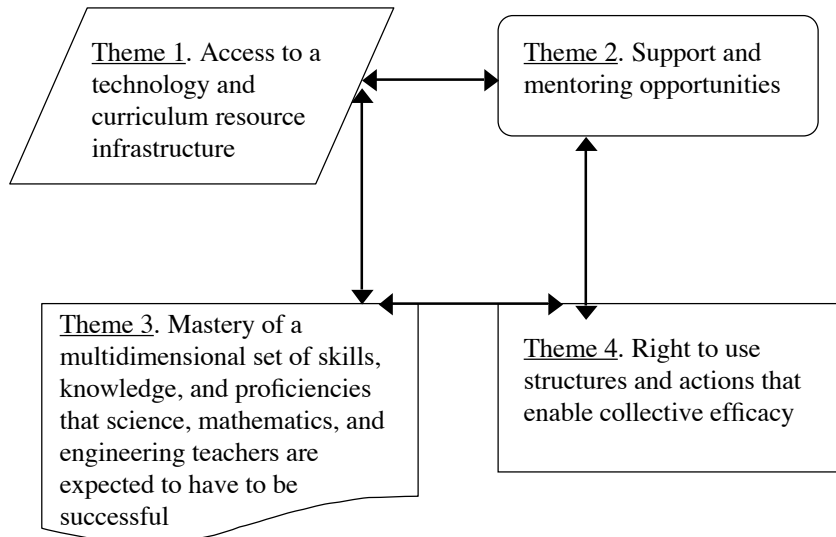 Theme 1. Access to a
technology and
curriculum resource
infrastructure
Theme 2. Support and
mentoring opportunities
Theme 3. Mastery of a
multidimensional set of skills,
knowledge, and proficiencies
that science, mathematics, and
engineering teachers are
expected to have to be
successful
Theme 4. Right to use
structures and actions that
enable collective efficacy